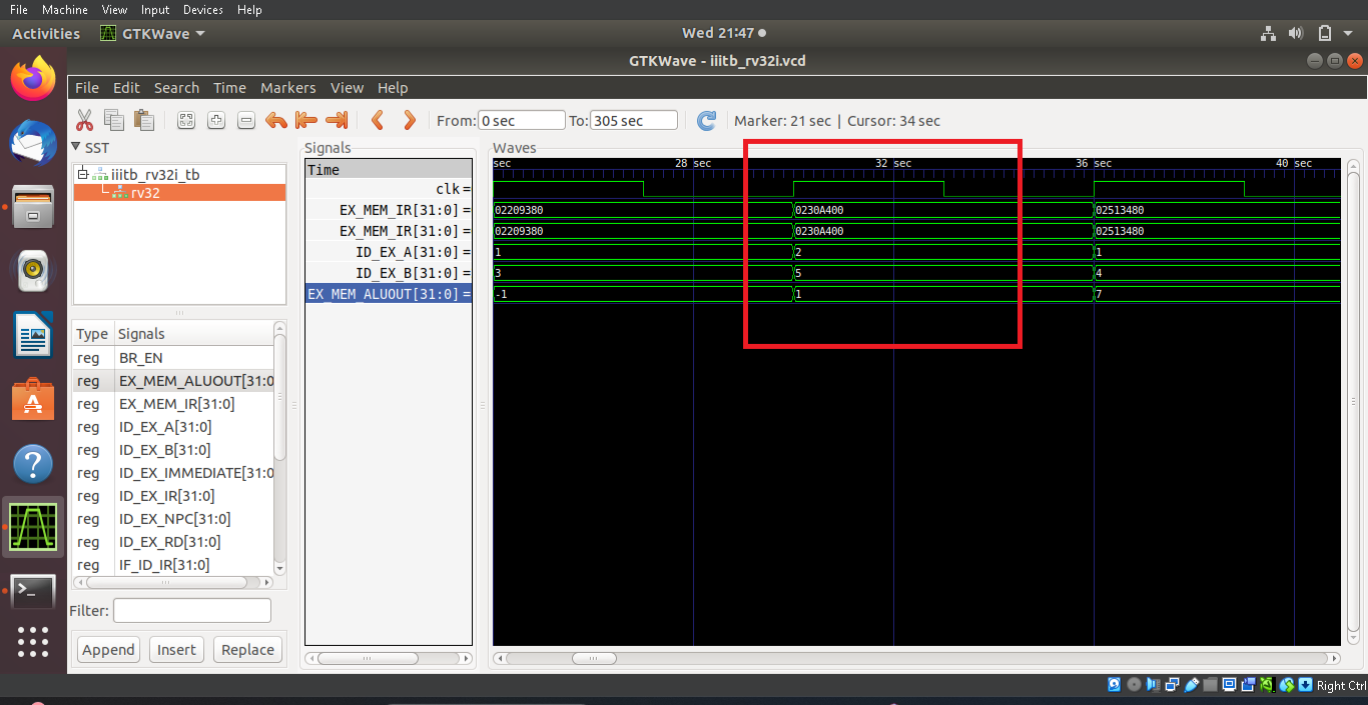 File Machine View Input Devices Help
Activities GTKWave Wed 21:47
GTKWave - iiitb_rv32i.vcd
File Edit Search Time Markers View Help
From: 0 sec To: 305 sec Marker: 21 sec | Cursor: 34 sec
SST
iiitb_rv32i_tb
rv32
Type Signals
reg BR_EN
reg EX_MEM_ALUOUT[31:0
reg EX_MEM_IR[31:0]
reg ID_EX_A[31:0]
reg ID_EX_B[31:0]
reg ID_EX_IMMEDIATE[31:0
reg ID_EX_IR[31:0]
reg ID_EX_NPC[31:0]
reg ID_EX_RD[31:0]
reg IF_ID_IR[31:0]
Filter:
Append Insert Replace
Signals
Time
clk =
EX_MEM_IR[31:0] =
EX_MEM_IR[31:0] =
ID_EX_A[31:0] =
ID_EX_B[31:0] =
EX_MEM_ALUOUT[31:0] =
Waves
sec 28 sec 32 sec 36 sec 40 sec
02209380 0230A400 02513480
02209380 0230A400 02513480
1 2 1
3 5 4
-1 1 7
Right Ctrl